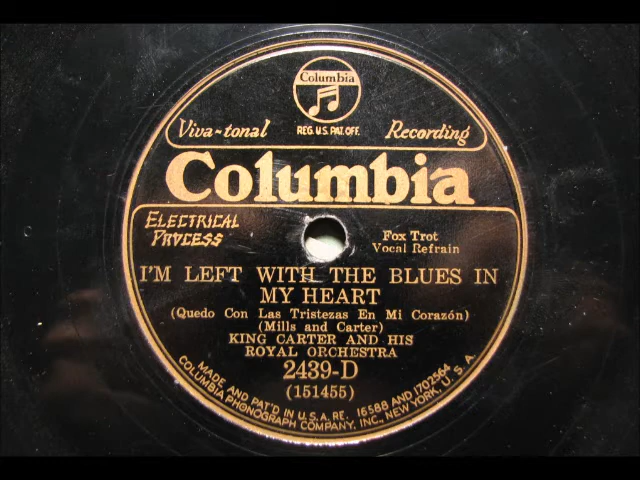 Columbia
REG. U.S. PAT. OFF.
Viva-tonal Recording
Columbia
ELECTRICAL
PROCESS
Fox Trot
Vocal Refrain
I'M LEFT WITH THE BLUES IN
MY HEART
(Quedo Con Las Tristezas En Mi Corazón)
(Mills and Carter)
KING CARTER AND HIS
ROYAL ORCHESTRA
2439-D
(151455)
MADE AND PAT'D IN U.S.A. RE. 16588 AND 1702564
COLUMBIA PHONOGRAPH COMPANY, INC., NEW YORK, U.S.A.